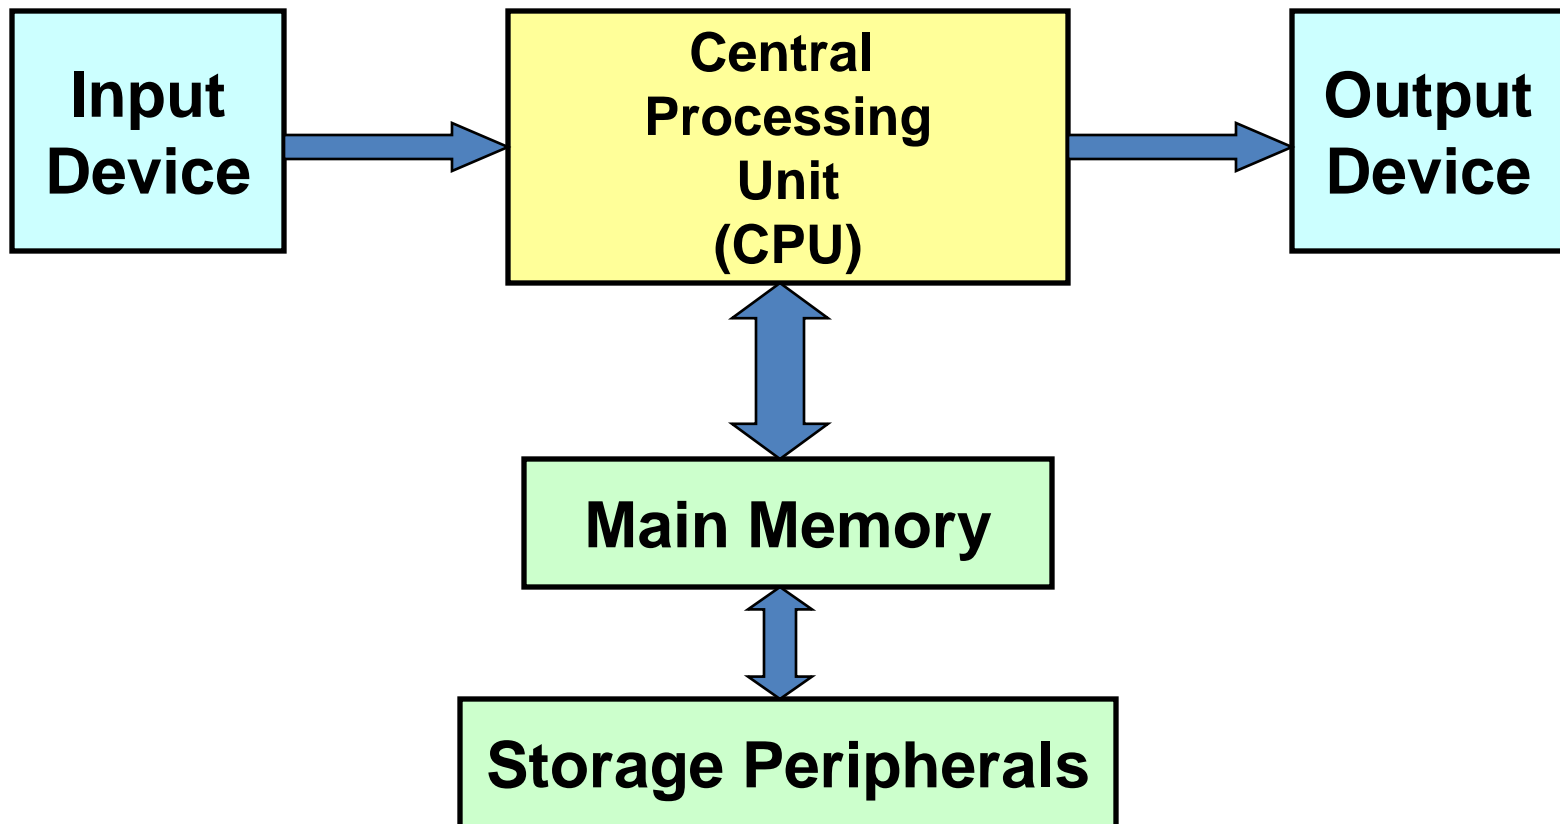 Input
Device
Central
Processing
Unit
(CPU)
Output
Device
Main Memory
Storage Peripherals